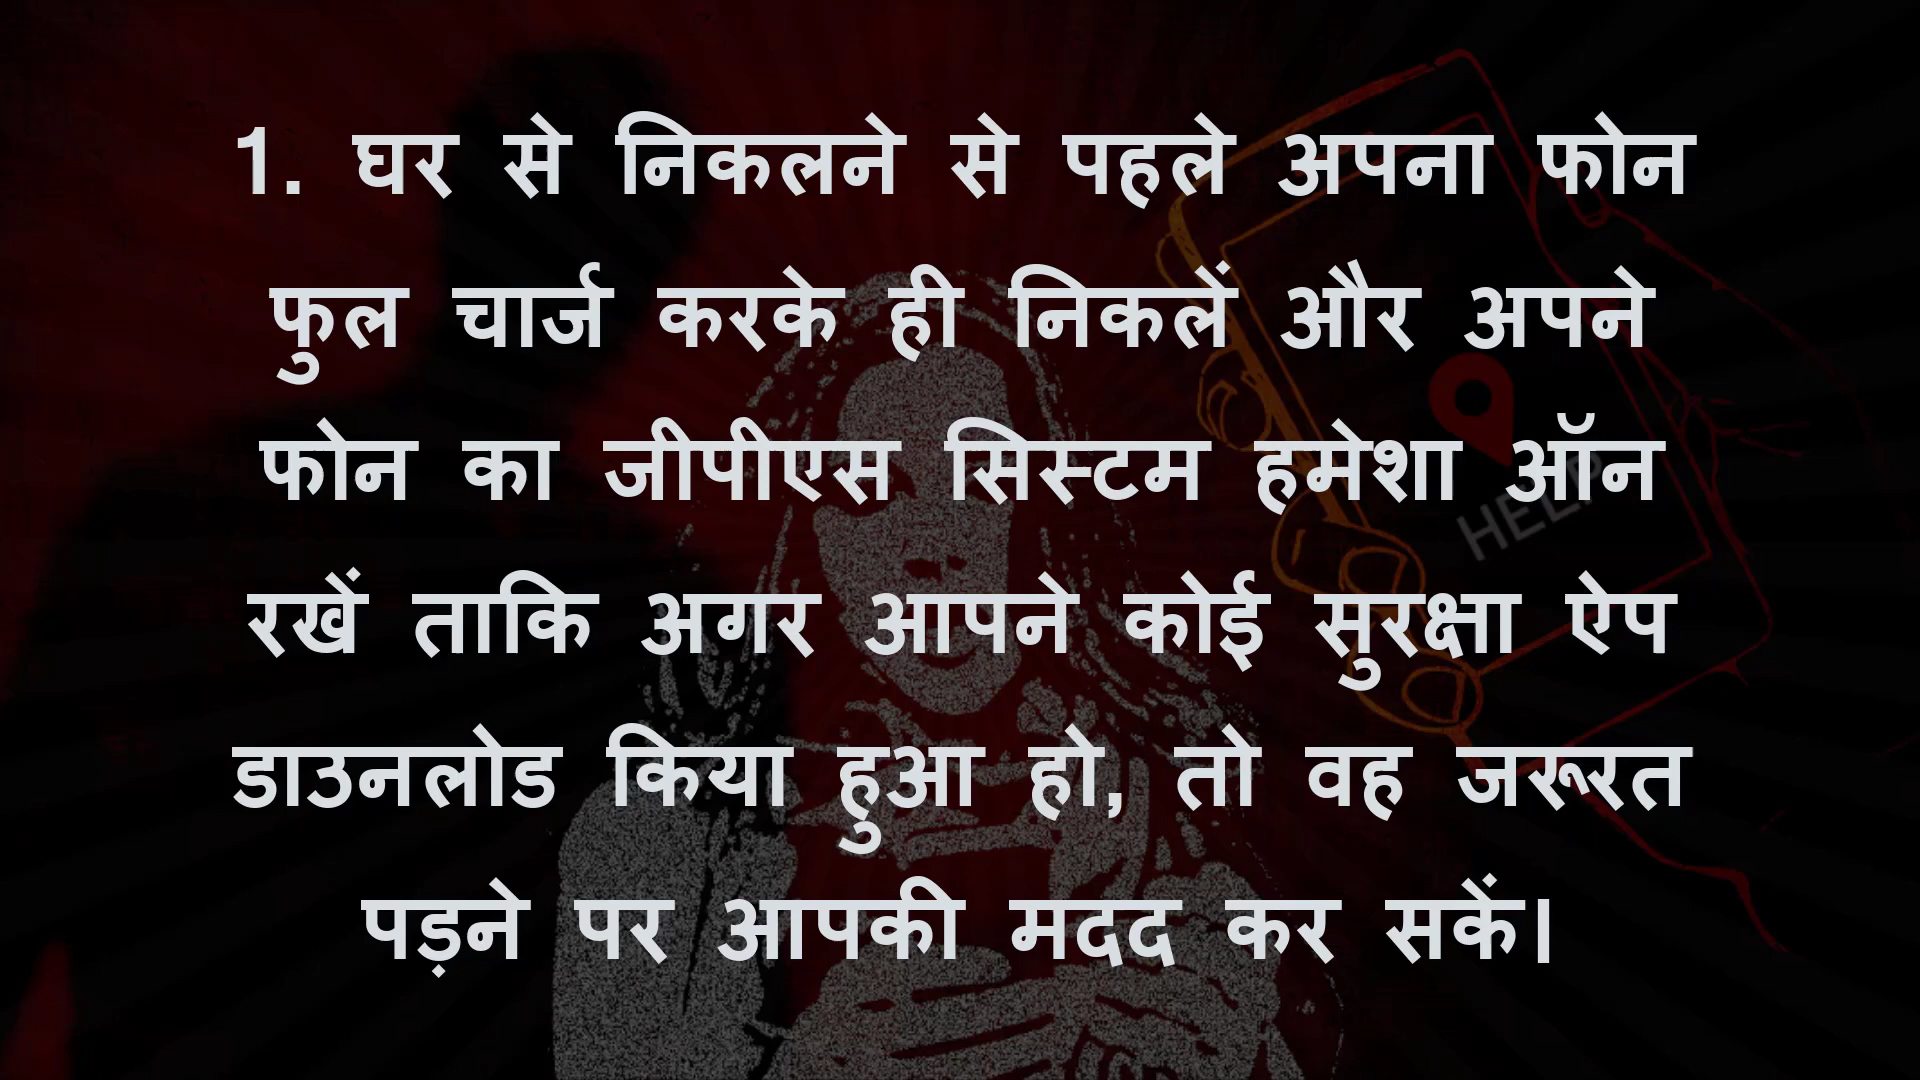 1. घर से निकलने से पहले अपना फोन
फुल चार्ज करके ही निकलें और अपने
फोन का जीपीएस सिस्टम हमेशा ऑन
रखें ताकि अगर आपने कोई सुरक्षा ऐप
डाउनलोड किया हुआ हो, तो वह जरूरत
पड़ने पर आपकी मदद कर सकें।
HELP